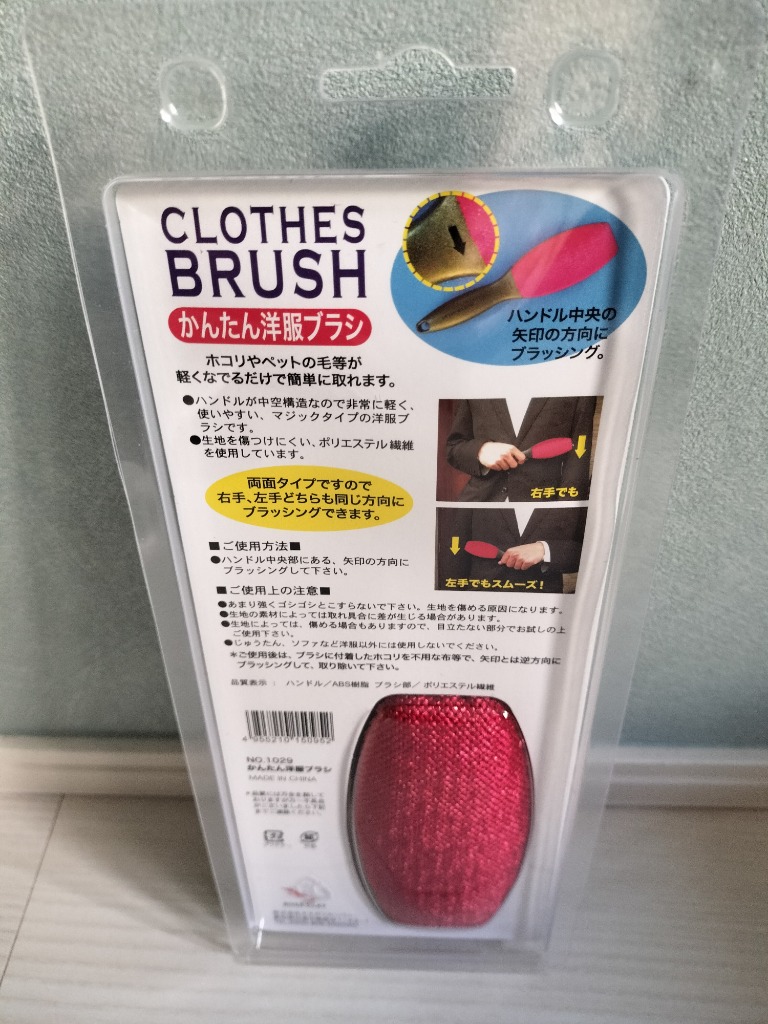 CLOTHES
BRUSH
かんたん洋服ブラシ
ハンドル中央の
矢印の方向に
ブラッシング。
ホコリやペットの毛等が
軽くなでるだけで簡単に取れます。
●ハンドルが中空構造なので非常に軽く、
使いやすい、マジックタイプの洋服ブ
ラシです。
●生地を傷つけにくい、ポリエステル繊維
を使用しています。
右手でも
両面タイプですので
右手、左手どちらも同じ方向に
ブラッシングできます。
左手でもスムーズ！
■ご使用方法■
●ハンドル中央部にある、矢印の方向に
ブラッシングして下さい。
■ご使用上の注意■
●あまり強くゴシゴシとこすらないで下さい。生地を傷める原因になります。
●生地の素材によっては取れ具合に差が生じる場合があります。
●生地によっては、傷める場合もありますので、目立たない部分でお試しの上
ご使用下さい。
●じゅうたん、ソファなど洋服以外には使用しないでください。
※ご使用後は、ブラシに付着したホコリを不用な布等で、矢印とは逆方向に
ブラッシングして、取り除いて下さい。
品質表示： ハンドル／ABS樹脂 ブラシ部／ポリエステル繊維
4 955210 150952
NO.1029
かんたん洋服ブラシ
MADE IN CHINA